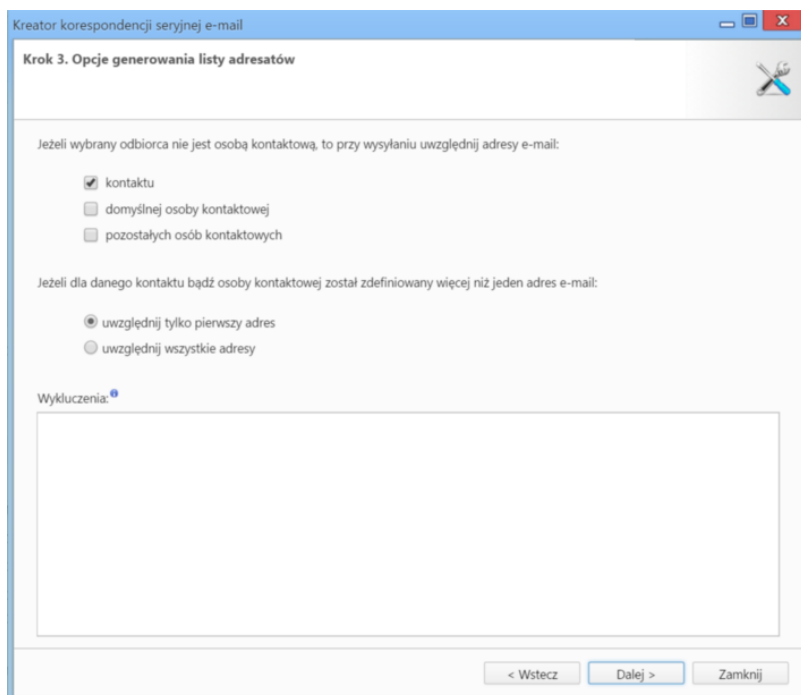 Kreator korespondencji seryjnej e-mail
Krok 3. Opcje generowania listy adresatów
Jeżeli wybrany odbiorca nie jest osobą kontaktową, to przy wysyłaniu uwzględnij adresy e-mail:
kontaktu
domyślnej osoby kontaktowej
pozostałych osób kontaktowych
Jeżeli dla danego kontaktu bądź osoby kontaktowej został zdefiniowany więcej niż jeden adres e-mail:
uwzględnij tylko pierwszy adres
uwzględnij wszystkie adresy
Wykluczenia:
< Wstecz Dalej > Zamknij